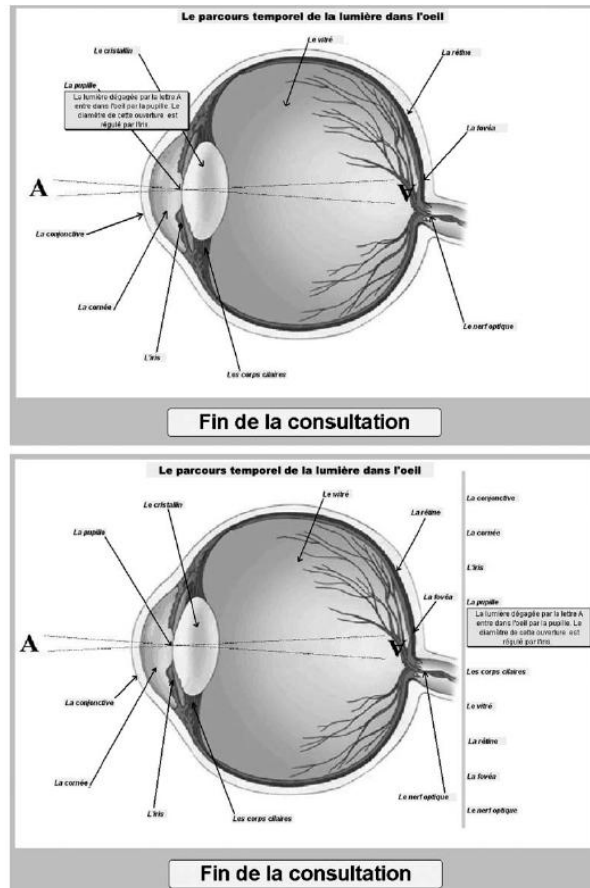 Le parcours temporel de la lumière dans l'oeil
Le cristallin
Le vitré
La rétine
La pupille
La lumière dégagée par la lettre A
entre dans l'oeil par la pupille. Le
diamètre de cette ouverture est
régulé par l'iris.
La fovéa
A
A
La conjonctive
La cornée
Le nerf optique
L'iris
Les corps ciliaires
Fin de la consultation
Le parcours temporel de la lumière dans l'oeil
Le cristallin
Le vitré
La rétine
La pupille
La fovéa
A
A
La conjonctive
La cornée
Le nerf optique
L'iris
Les corps ciliaires
La conjonctive
La cornée
L'iris
La pupille
La lumière dégagée par la lettre A
entre dans l'oeil par la pupille. Le
diamètre de cette ouverture est
régulé par l'iris.
Les corps ciliaires
Le vitré
La rétine
La fovéa
Le nerf optique
Fin de la consultation